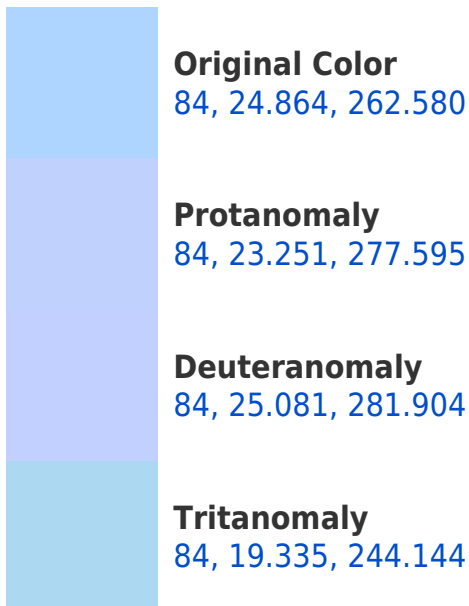 Original Color
84, 24.864, 262.580
Protanomaly
84, 23.251, 277.595
Deuteranomaly
84, 25.081, 281.904
Tritanomaly
84, 19.335, 244.144